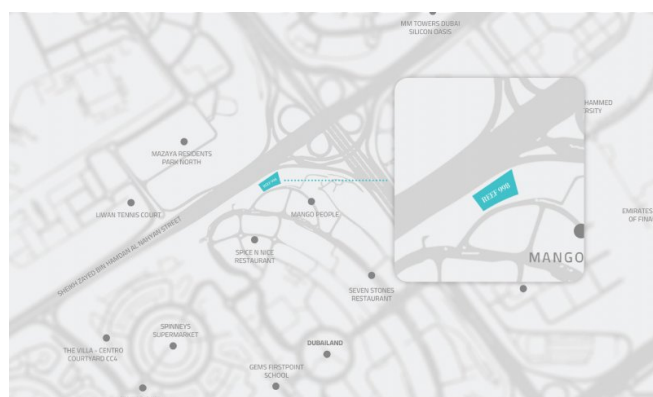 MM TOWERS DUBAI
SILICON OASIS
HAMMED
RSITY
MAZAYA RESIDENTS
PARK NORTH
REEF 998
LIWAN TENNIS COURT
MANGO PEOPLE
EMIRATES
OF FINA
SHEIKH ZAYED BIN HAMDAN AL NAHYAN STREET
SPICE N NICE
RESTAURANT
MANGO
SEVEN STONES
RESTAURANT
SPINNEYS
SUPERMARKET
THE VILLA - CENTRO
COURTYARD CC4
DUBAILAND
GEMS FIRSTPOINT
SCHOOL